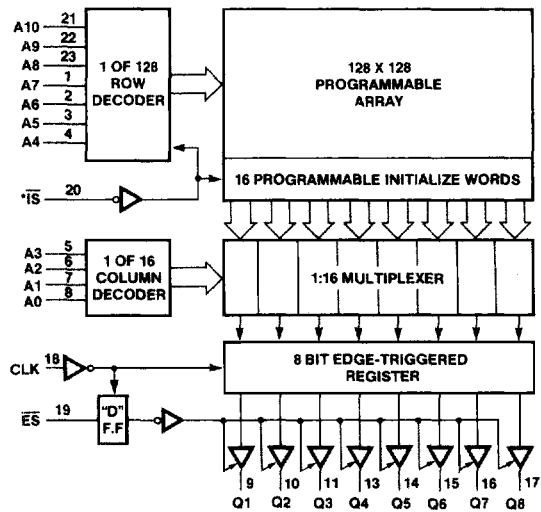 A10 21
A9 22
A8 23
A7 1
A6 2
A5 3
A4 4
1 OF 128
ROW
DECODER
128 X 128
PROGRAMMABLE
ARRAY
16 PROGRAMMABLE INITIALIZE WORDS
*IS 20
A3 5
A2 6
A1 7
A0 8
1 OF 16
COLUMN
DECODER
1:16 MULTIPLEXER
CLK 18
8 BIT EDGE-TRIGGERED
REGISTER
ES 19
"D"
F.F
9 10 11 13 14 15 16 17
Q1 Q2 Q3 Q4 Q5 Q6 Q7 Q8